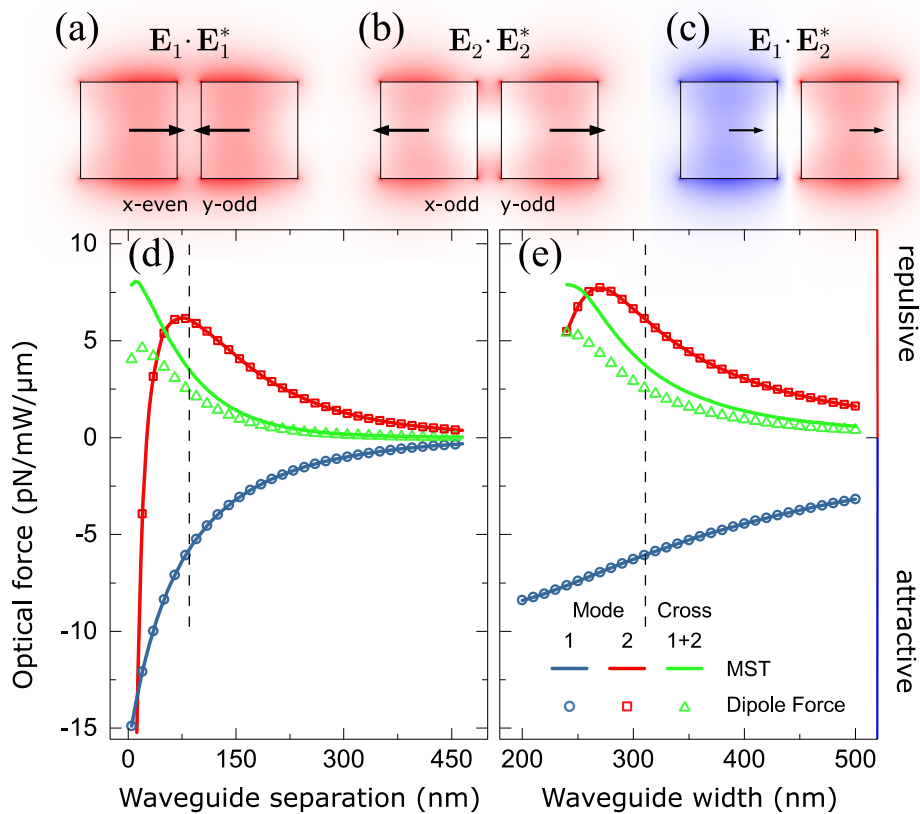 (a) (b) (c)
E₁·E₁* E₂·E₂* E₁·E₂*
x-even y-odd x-odd y-odd
(d) (e)
10
5
0
-5
-10
-15
Optical force (pN/mW/μm)
0 150 300 450
Waveguide separation (nm)
200 300 400 500
Waveguide width (nm)
Mode Cross
1 2 1+2
MST
Dipole Force
repulsive
attractive